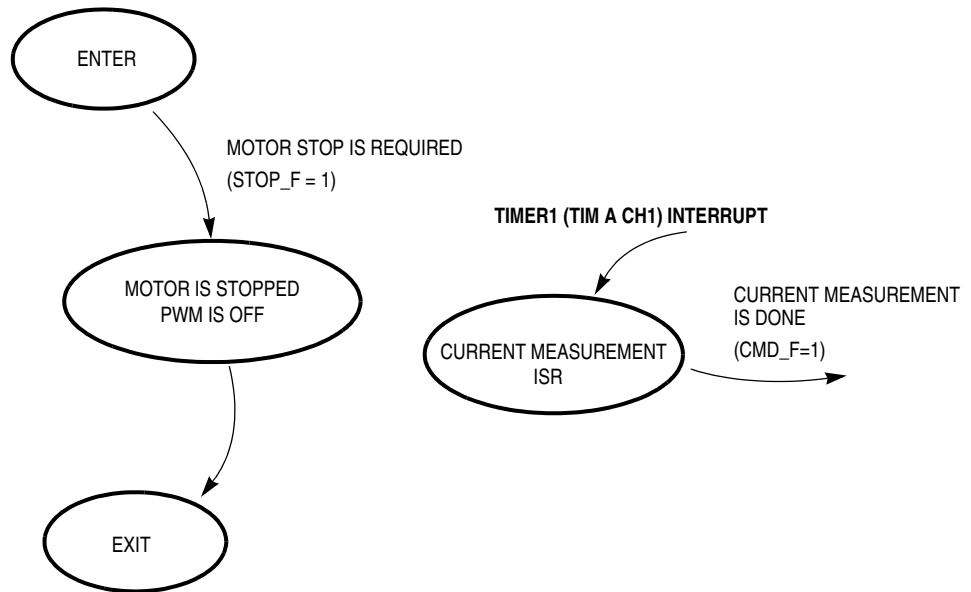 ENTER
MOTOR STOP IS REQUIRED
(STOP_F = 1)
MOTOR IS STOPPED
PWM IS OFF
EXIT
TIMER1 (TIM A CH1) INTERRUPT
CURRENT MEASUREMENT
ISR
CURRENT MEASUREMENT
IS DONE
(CMD_F=1)